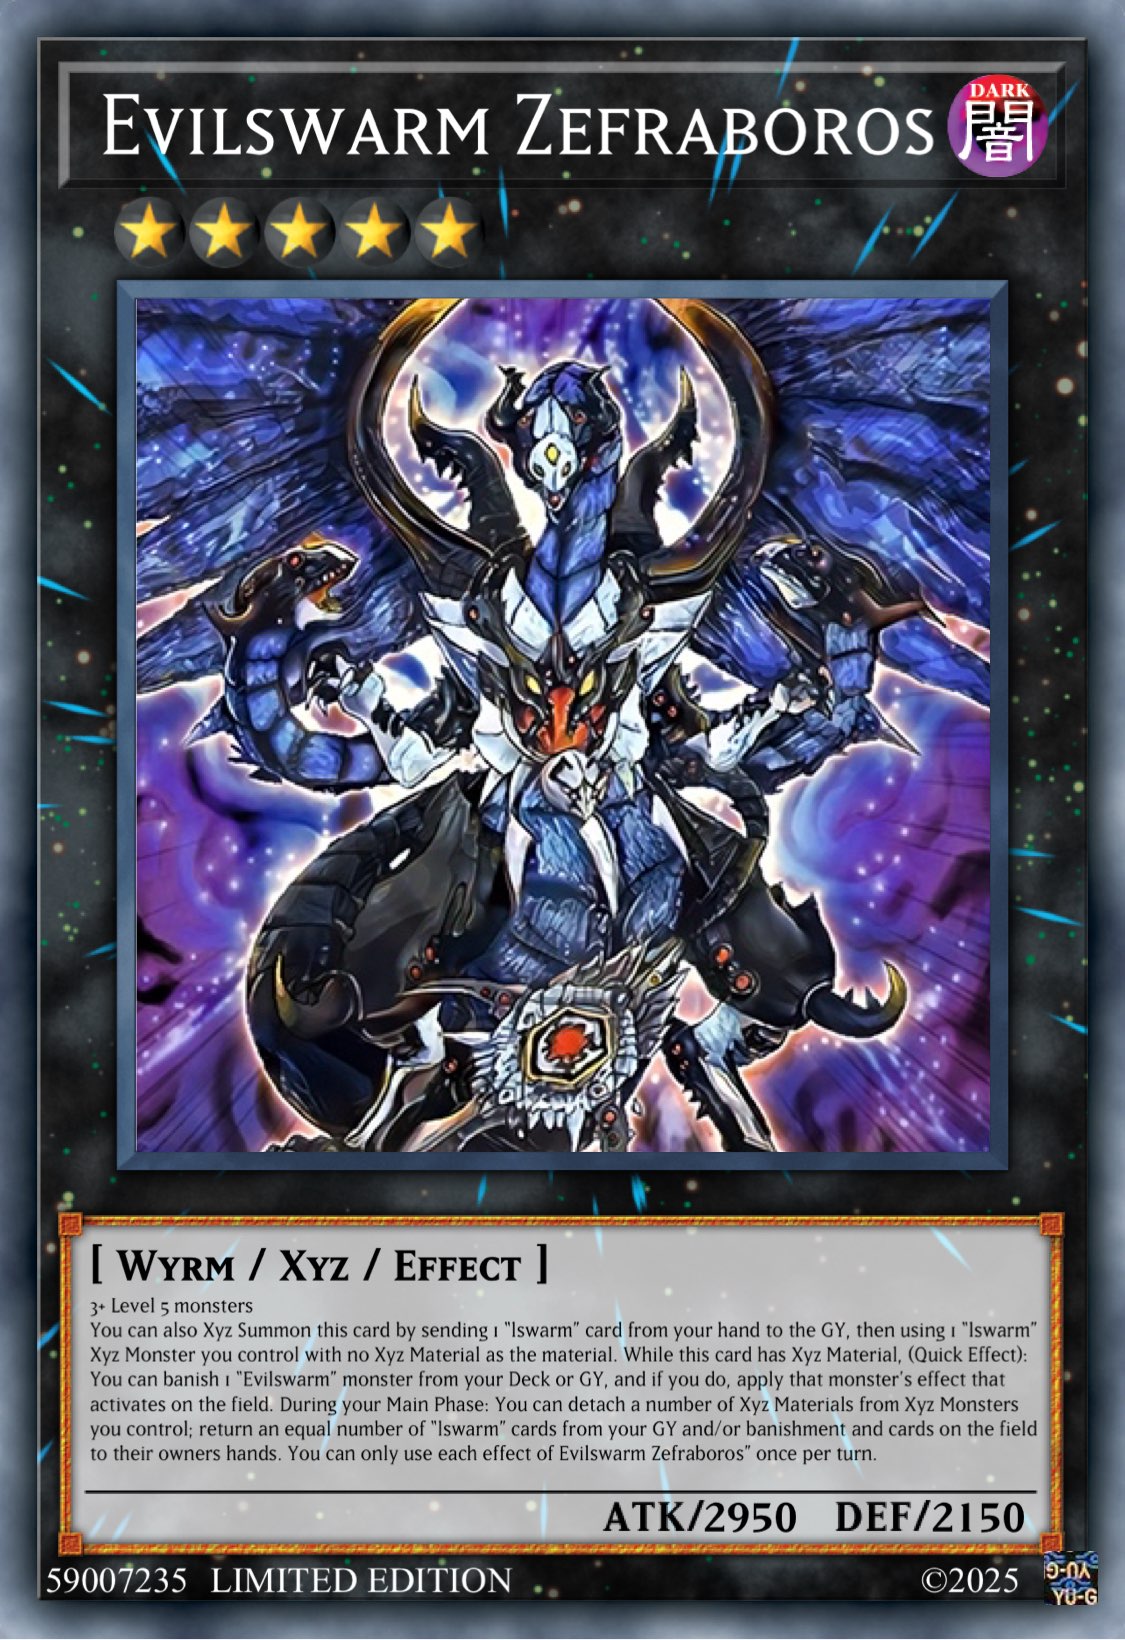 Evilswarm Zefraboros
DARK
闇
[ Wyrm / Xyz / Effect ]
3+ Level 5 monsters
You can also Xyz Summon this card by sending 1 "lswarm" card from your hand to the GY, then using 1 "lswarm"
Xyz Monster you control with no Xyz Material as the material. While this card has Xyz Material, (Quick Effect):
You can banish 1 "Evilswarm" monster from your Deck or GY, and if you do, apply that monster's effect that
activates on the field. During your Main Phase: You can detach a number of Xyz Materials from Xyz Monsters
you control; return an equal number of "lswarm" cards from your GY and/or banishment and cards on the field
to their owners hands. You can only use each effect of Evilswarm Zefraboros" once per turn.
ATK/2950 DEF/2150
59007235 LIMITED EDITION
©2025
YU-G